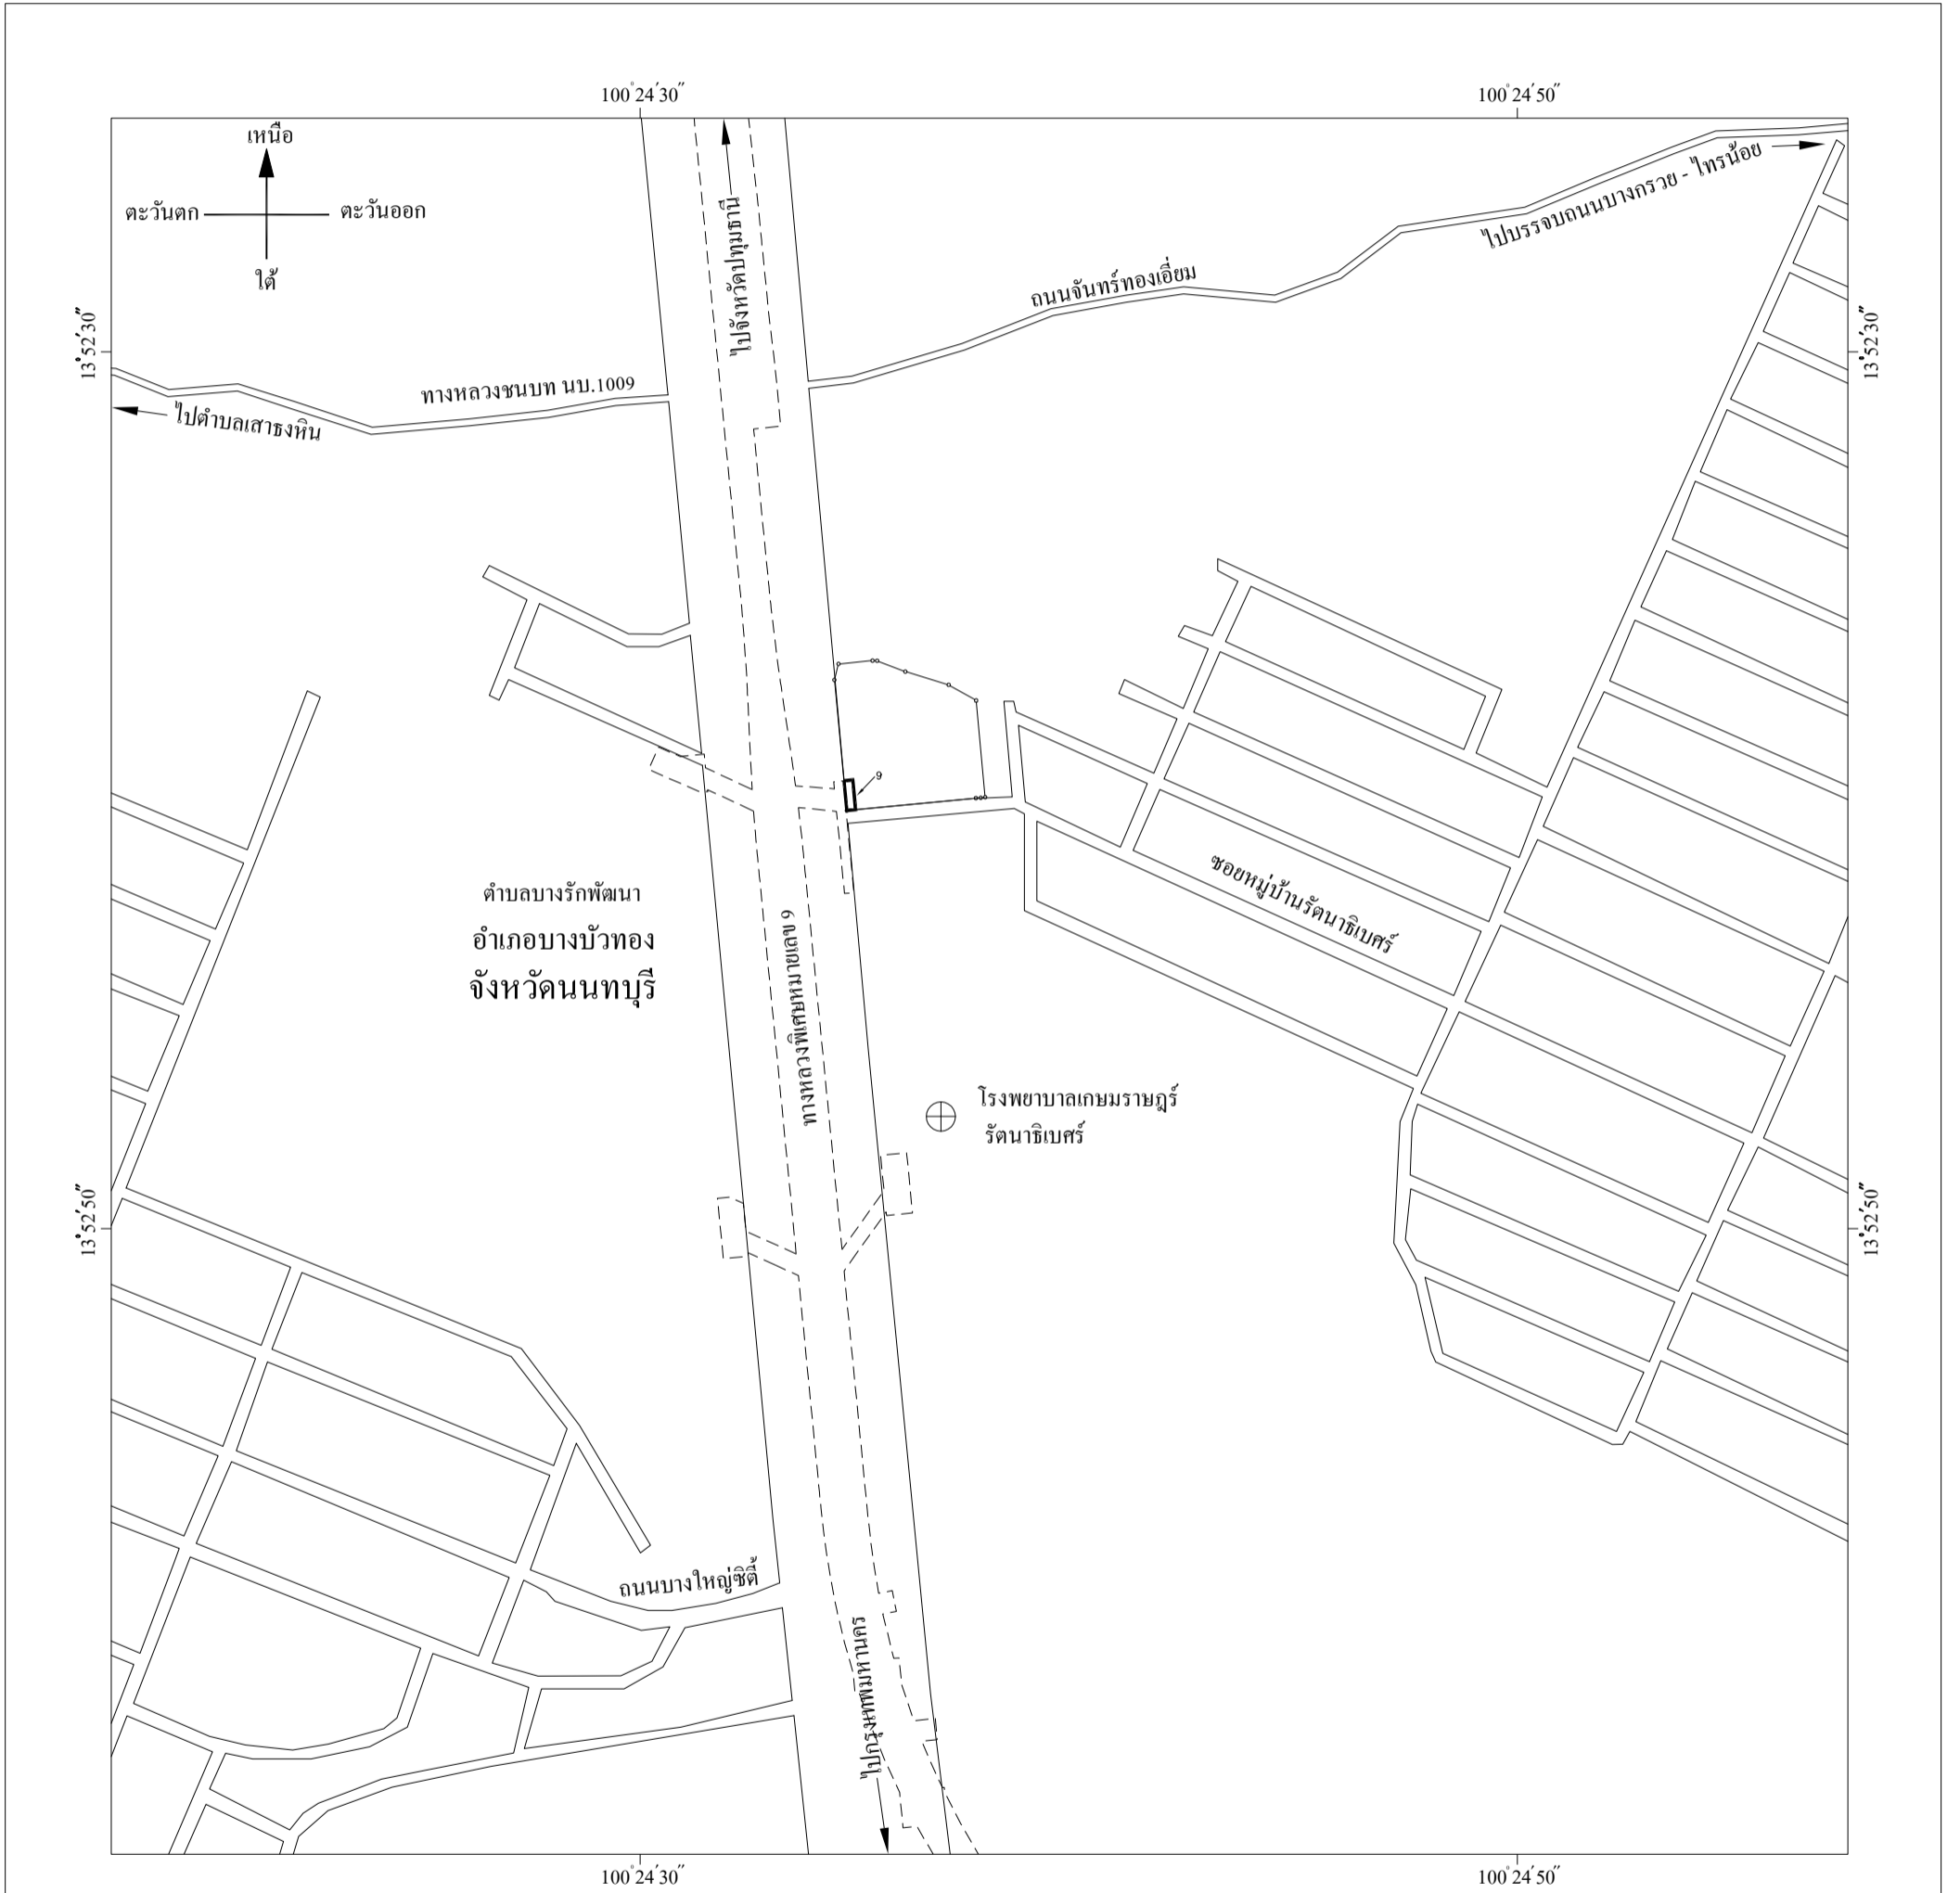 100°24′30″
100°24′50″
เหนือ
ตะวันตก
ตะวันออก
ใต้
ไปจังหวัดปทุมธานี
ไปบรรจบถนนบางกรวย - ไทรน้อย
ถนนจันทร์ทองเอี่ยม
13°52′30″
13°52′30″
ทางหลวงชนบท นบ.1009
ไปตำบลเสาธงหิน
9
ตำบลบางรักพัฒนา
อำเภอบางบัวทอง
จังหวัดนนทบุรี
ทางหลวงพิเศษหมายเลข 9
ซอยหมู่บ้านรัตนาธิเบศร์
โรงพยาบาลเกษมราษฎร์
รัตนาธิเบศร์
13°52′50″
13°52′50″
ถนนบางใหญ่ซิตี้
ไปกรุงเทพมหานคร
100°24′30″
100°24′50″